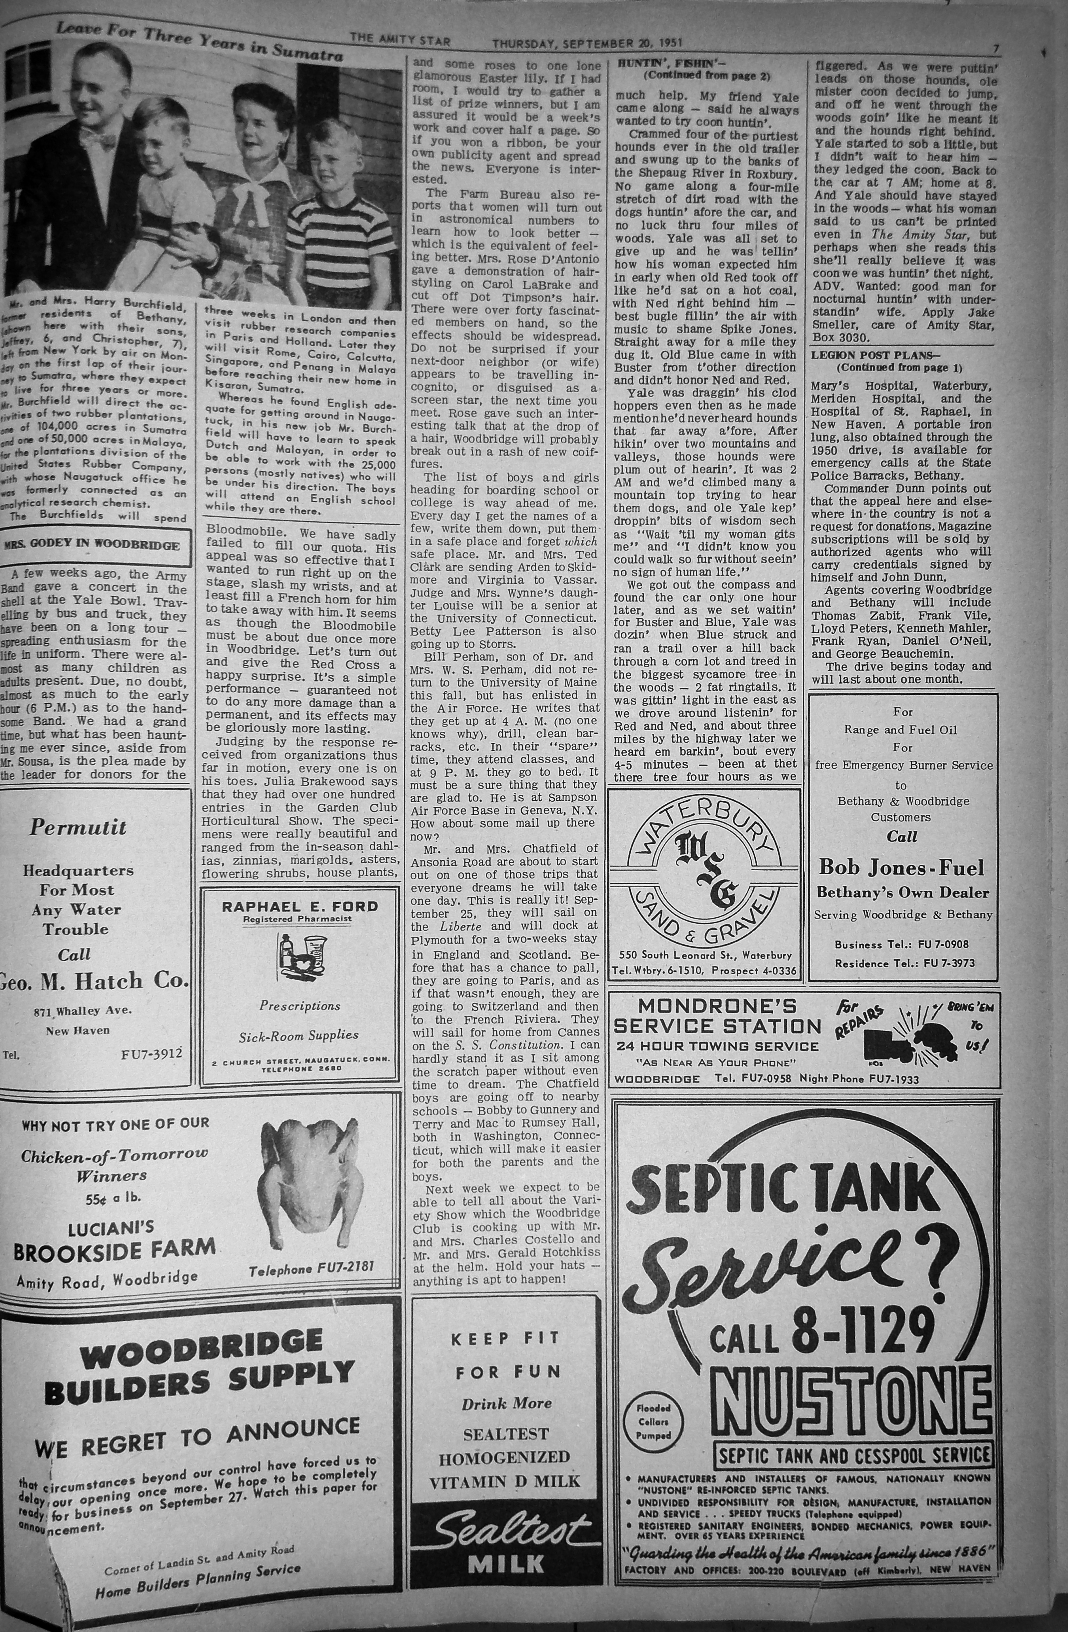 THE AMITY STAR THURSDAY, SEPTEMBER 20, 1951 7
Leave For Three Years in Sumatra
Mr. and Mrs. Harry Burchfield,
former residents of Bethany,
(shown here with their sons,
Jeffrey, 6, and Christopher, 7),
left from New York by air on Mon-
day on the first lap of their jour-
ney to Sumatra, where they expect
to live for three years or more.
Mr. Burchfield will direct the ac-
tivities of two rubber plantations,
one of 104,000 acres in Sumatra
and one of 50,000 acres in Malaya,
for the plantations division of the
United States Rubber Company,
with whose Naugatuck office he
was formerly connected as an
analytical research chemist.
The Burchfields will spend
three weeks in London and then
visit rubber research companies
in Paris and Holland. Later they
will visit Rome, Cairo, Calcutta,
Singapore, and Penang in Malaya
before reaching their new home in
Kisaran, Sumatra.
Whereas he found English ade-
quate for getting around in Nauga-
tuck, in his new job Mr. Burch-
field will have to learn to speak
Dutch and Malayan, in order to
be able to work with the 25,000
persons (mostly natives) who will
be under his direction. The boys
will attend an English school
while they are there.
MRS. GODEY IN WOODBRIDGE
A few weeks ago, the Army
Band gave a concert in the
shell at the Yale Bowl. Trav-
elling by bus and truck, they
have been on a long tour —
spreading enthusiasm for the
life in uniform. There were al-
most as many children as
adults present. Due, no doubt,
almost as much to the early
hour (6 P.M.) as to the hand-
some Band. We had a grand
time, but what has been haunt-
ing me ever since, aside from
Mr. Sousa, is the plea made by
the leader for donors for the
Bloodmobile. We have sadly
failed to fill our quota. His
appeal was so effective that I
wanted to run right up on the
stage, slash my wrists, and at
least fill a French horn for him
to take away with him. It seems
as though the Bloodmobile
must be about due once more
in Woodbridge. Let's turn out
and give the Red Cross a
happy surprise. It's a simple
performance — guaranteed not
to do any more damage than a
permanent, and its effects may
be gloriously more lasting.
Judging by the response re-
ceived from organizations thus
far in motion, every one is on
his toes. Julia Brakewood says
that they had over one hundred
entries in the Garden Club
Horticultural Show. The speci-
mens were really beautiful and
ranged from the in-season dahl-
ias, zinnias, marigolds, asters,
flowering shrubs, house plants,
and some roses to one lone
glamorous Easter lily. If I had
room, I would try to gather a
list of prize winners, but I am
assured it would be a week's
work and cover half a page. So
if you won a ribbon, be your
own publicity agent and spread
the news. Everyone is inter-
ested.
The Farm Bureau also re-
ports that women will turn out
in astronomical numbers to
learn how to look better —
which is the equivalent of feel-
ing better. Mrs. Rose D'Antonio
gave a demonstration of hair-
styling on Carol LaBrake and
cut off Dot Timpson's hair.
There were over forty fascinat-
ed members on hand, so the
effects should be widespread.
Do not be surprised if your
next-door neighbor (or wife)
appears to be travelling in-
cognito, or disguised as a
screen star, the next time you
meet. Rose gave such an inter-
esting talk that at the drop of
a hair, Woodbridge will probably
break out in a rash of new coif-
fures.
The list of boys and girls
heading for boarding school or
college is way ahead of me.
Every day I get the names of a
few, write them down, put them
in a safe place and forget which
safe place. Mr. and Mrs. Ted
Clark are sending Arden to Skid-
more and Virginia to Vassar.
Judge and Mrs. Wynne's daugh-
ter Louise will be a senior at
the University of Connecticut.
Betty Lee Patterson is also
going up to Storrs.
Bill Perham, son of Dr. and
Mrs. W. S. Perham, did not re-
turn to the University of Maine
this fall, but has enlisted in
the Air Force. He writes that
they get up at 4 A. M. (no one
knows why), drill, clean bar-
racks, etc. In their "spare"
time, they attend classes, and
at 9 P. M. they go to bed. It
must be a sure thing that they
are glad to. He is at Sampson
Air Force Base in Geneva, N.Y.
How about some mail up there
now?
Mr. and Mrs. Chatfield of
Ansonia Road are about to start
out on one of those trips that
everyone dreams he will take
one day. This is really it! Sep-
tember 25, they will sail on
the Liberte and will dock at
Plymouth for a two-weeks stay
in England and Scotland. Be-
fore that has a chance to pall,
they are going to Paris, and as
if that wasn't enough, they are
going to Switzerland and then
to the French Riviera. They
will sail for home from Cannes
on the S. S. Constitution. I can
hardly stand it as I sit among
the scratch paper without even
time to dream. The Chatfield
boys are going off to nearby
schools — Bobby to Gunnery and
Terry and Mac to Rumsey Hall,
both in Washington, Connec-
ticut, which will make it easier
for both the parents and the
boys.
Next week we expect to be
able to tell all about the Vari-
ety Show which the Woodbridge
Club is cooking up with Mr.
and Mrs. Charles Costello and
Mr. and Mrs. Gerald Hotchkiss
at the helm. Hold your hats —
anything is apt to happen!
HUNTIN', FISHIN'—
(Continued from page 2)
much help. My friend Yale
came along — said he always
wanted to try coon huntin'.
Crammed four of the purtiest
hounds ever in the old trailer
and swung up to the banks of
the Shepaug River in Roxbury.
No game along a four-mile
stretch of dirt road with the
dogs huntin' afore the car, and
no luck thru four miles of
woods. Yale was all set to
give up and he was tellin'
how his woman expected him
in early when old Red took off
like he'd sat on a hot coal,
with Ned right behind him —
best bugle fillin' the air with
music to shame Spike Jones.
Straight away for a mile they
dug it. Old Blue came in with
Buster from t'other direction
and didn't honor Ned and Red.
Yale was draggin' his clod
hoppers even then as he made
mention he'd never heard hounds
that far away a'fore. After
hikin' over two mountains and
valleys, those hounds were
plum out of hearin'. It was 2
AM and we'd climbed many a
mountain top trying to hear
them dogs, and ole Yale kep'
droppin' bits of wisdom sech
as "Wait 'til my woman gits
me" and "I didn't know you
could walk so fur without seein'
no sign of human life."
We got out the compass and
found the car only one hour
later, and as we set waitin'
for Buster and Blue, Yale was
dozin' when Blue struck and
ran a trail over a hill back
through a corn lot and treed in
the biggest sycamore tree in
the woods — 2 fat ringtails. It
was gittin' light in the east as
we drove around listenin' for
Red and Ned, and about three
miles by the highway later we
heard em barkin', bout every
4-5 minutes — been at thet
there tree four hours as we
figgered. As we were puttin'
leads on those hounds, ole
mister coon decided to jump,
and off he went through the
woods goin' like he meant it
and the hounds right behind.
Yale started to sob a little, but
I didn't wait to hear him —
they ledged the coon. Back to
the car at 7 AM; home at 8.
And Yale should have stayed
in the woods — what his woman
said to us can't be printed
even in The Amity Star, but
perhaps when she reads this
she'll really believe it was
coon we was huntin' thet night.
ADV. Wanted: good man for
nocturnal huntin' with under-
standin' wife. Apply Jake
Smeller, care of Amity Star,
Box 3030.
LEGION POST PLANS—
(Continued from page 1)
Mary's Hospital, Waterbury,
Meriden Hospital, and the
Hospital of St. Raphael, in
New Haven. A portable iron
lung, also obtained through the
1950 drive, is available for
emergency calls at the State
Police Barracks, Bethany.
Commander Dunn points out
that the appeal here and else-
where in the country is not a
request for donations. Magazine
subscriptions will be sold by
authorized agents who will
carry credentials signed by
himself and John Dunn.
Agents covering Woodbridge
and Bethany will include
Thomas Zabit, Frank Vile,
Lloyd Peters, Kenneth Mahler,
Frank Ryan, Daniel O'Neil,
and George Beauchemin.
The drive begins today and
will last about one month.
Permutit
Headquarters
For Most
Any Water
Trouble
Call
Geo. M. Hatch Co.
871 Whalley Ave.
New Haven
Tel. FU7-3912
RAPHAEL E. FORD
Registered Pharmacist
Prescriptions
Sick-Room Supplies
2 CHURCH STREET, NAUGATUCK, CONN.
TELEPHONE 2680
WHY NOT TRY ONE OF OUR
Chicken-of-Tomorrow
Winners
55¢ a lb.
LUCIANI'S
BROOKSIDE FARM
Amity Road, Woodbridge
Telephone FU7-2181
WOODBRIDGE
BUILDERS SUPPLY
WE REGRET TO ANNOUNCE
that circumstances beyond our control have forced us to
delay our opening once more. We hope to be completely
ready for business on September 27. Watch this paper for
announcement.
Corner of Landin St. and Amity Road
Home Builders Planning Service
KEEP FIT
FOR FUN
Drink More
SEALTEST
HOMOGENIZED
VITAMIN D MILK
Sealtest
MILK
WATERBURY
WSG
SAND & GRAVEL
550 South Leonard St., Waterbury
Tel. Wtbry. 6-1510, Prospect 4-0336
For
Range and Fuel Oil
For
free Emergency Burner Service
to
Bethany & Woodbridge
Customers
Call
Bob Jones-Fuel
Bethany's Own Dealer
Serving Woodbridge & Bethany
Business Tel.: FU 7-0908
Residence Tel.: FU 7-3973
MONDRONE'S
SERVICE STATION
24 HOUR TOWING SERVICE
"AS NEAR AS YOUR PHONE"
WOODBRIDGE Tel. FU7-0958 Night Phone FU7-1933
For
REPAIRS
BRING 'EM
TO
US!
SEPTIC TANK
Service?
CALL 8-1129
NUSTONE
Flooded
Cellars
Pumped
SEPTIC TANK AND CESSPOOL SERVICE
• MANUFACTURERS AND INSTALLERS OF FAMOUS, NATIONALLY KNOWN
"NUSTONE" RE-INFORCED SEPTIC TANKS.
• UNDIVIDED RESPONSIBILITY FOR DESIGN, MANUFACTURE, INSTALLATION
AND SERVICE . . . SPEEDY TRUCKS (Telephone equipped)
• REGISTERED SANITARY ENGINEERS, BONDED MECHANICS, POWER EQUIP-
MENT. OVER 65 YEARS EXPERIENCE
"Guarding the Health of the American family since 1886"
FACTORY AND OFFICES: 200-220 BOULEVARD (off Kimberly), NEW HAVEN